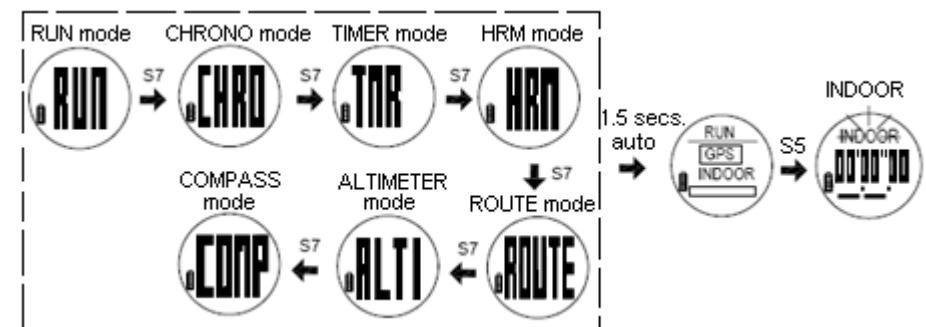 RUN mode
CHRONO mode
TIMER mode
HRM mode
RUN
S7
CHRO
S7
TMR
S7
HRM
1.5 secs.
auto
RUN
GPS
INDOOR
S5
INDOOR
INDOOR
00'00"00
S7
COMPASS
mode
ALTIMETER
mode
ROUTE mode
COMP
S7
ALTI
S7
ROUTE